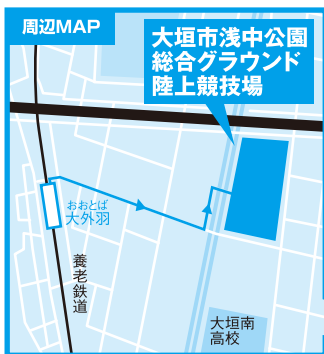 周辺MAP
大垣市浅中公園
総合グラウンド
陸上競技場
おおとば
大外羽
養老鉄道
大垣南
高校